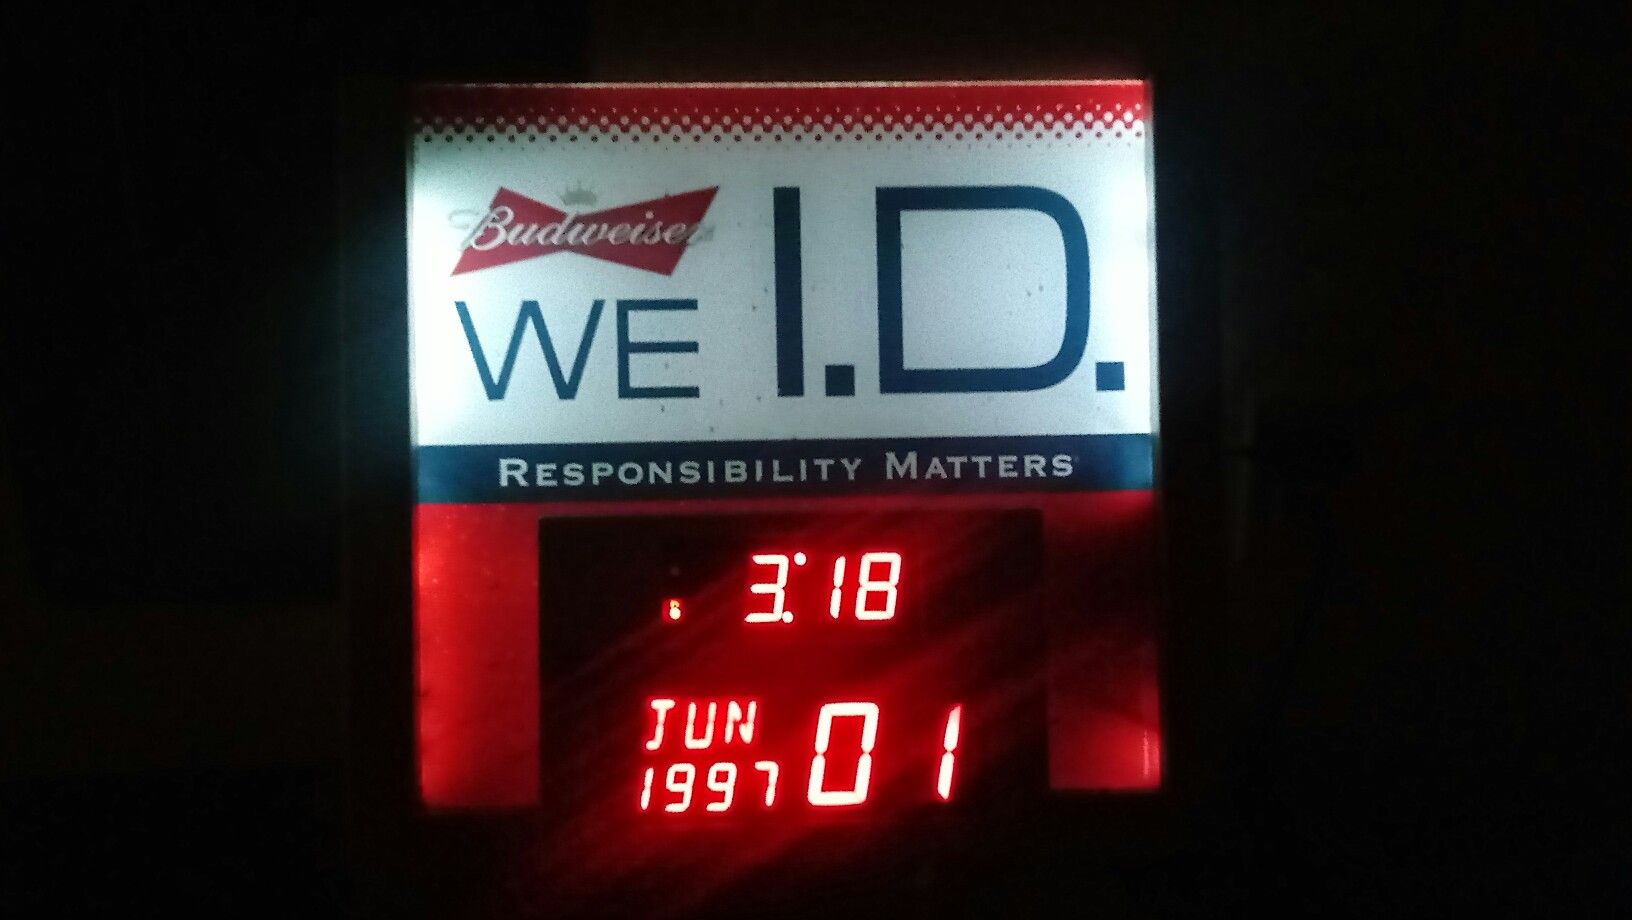 Budweiser
WE I.D.
RESPONSIBILITY MATTERS
3:18
JUN 01
1997